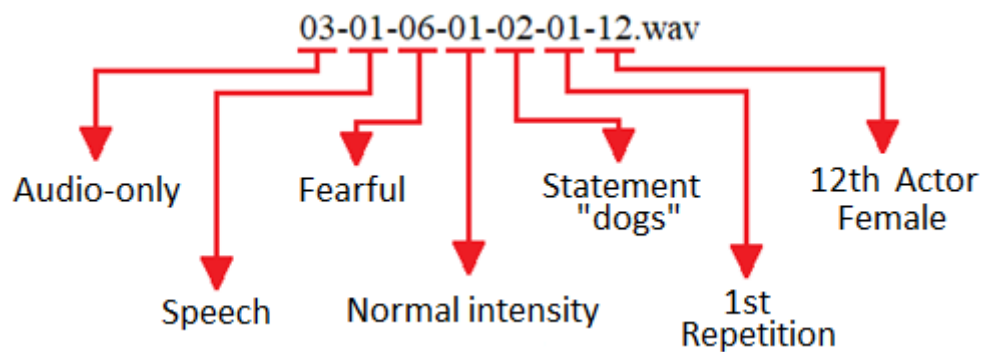 03-01-06-01-02-01-12.wav
Audio-only
Fearful
Statement
"dogs"
12th Actor
Female
Speech
Normal intensity
1st
Repetition